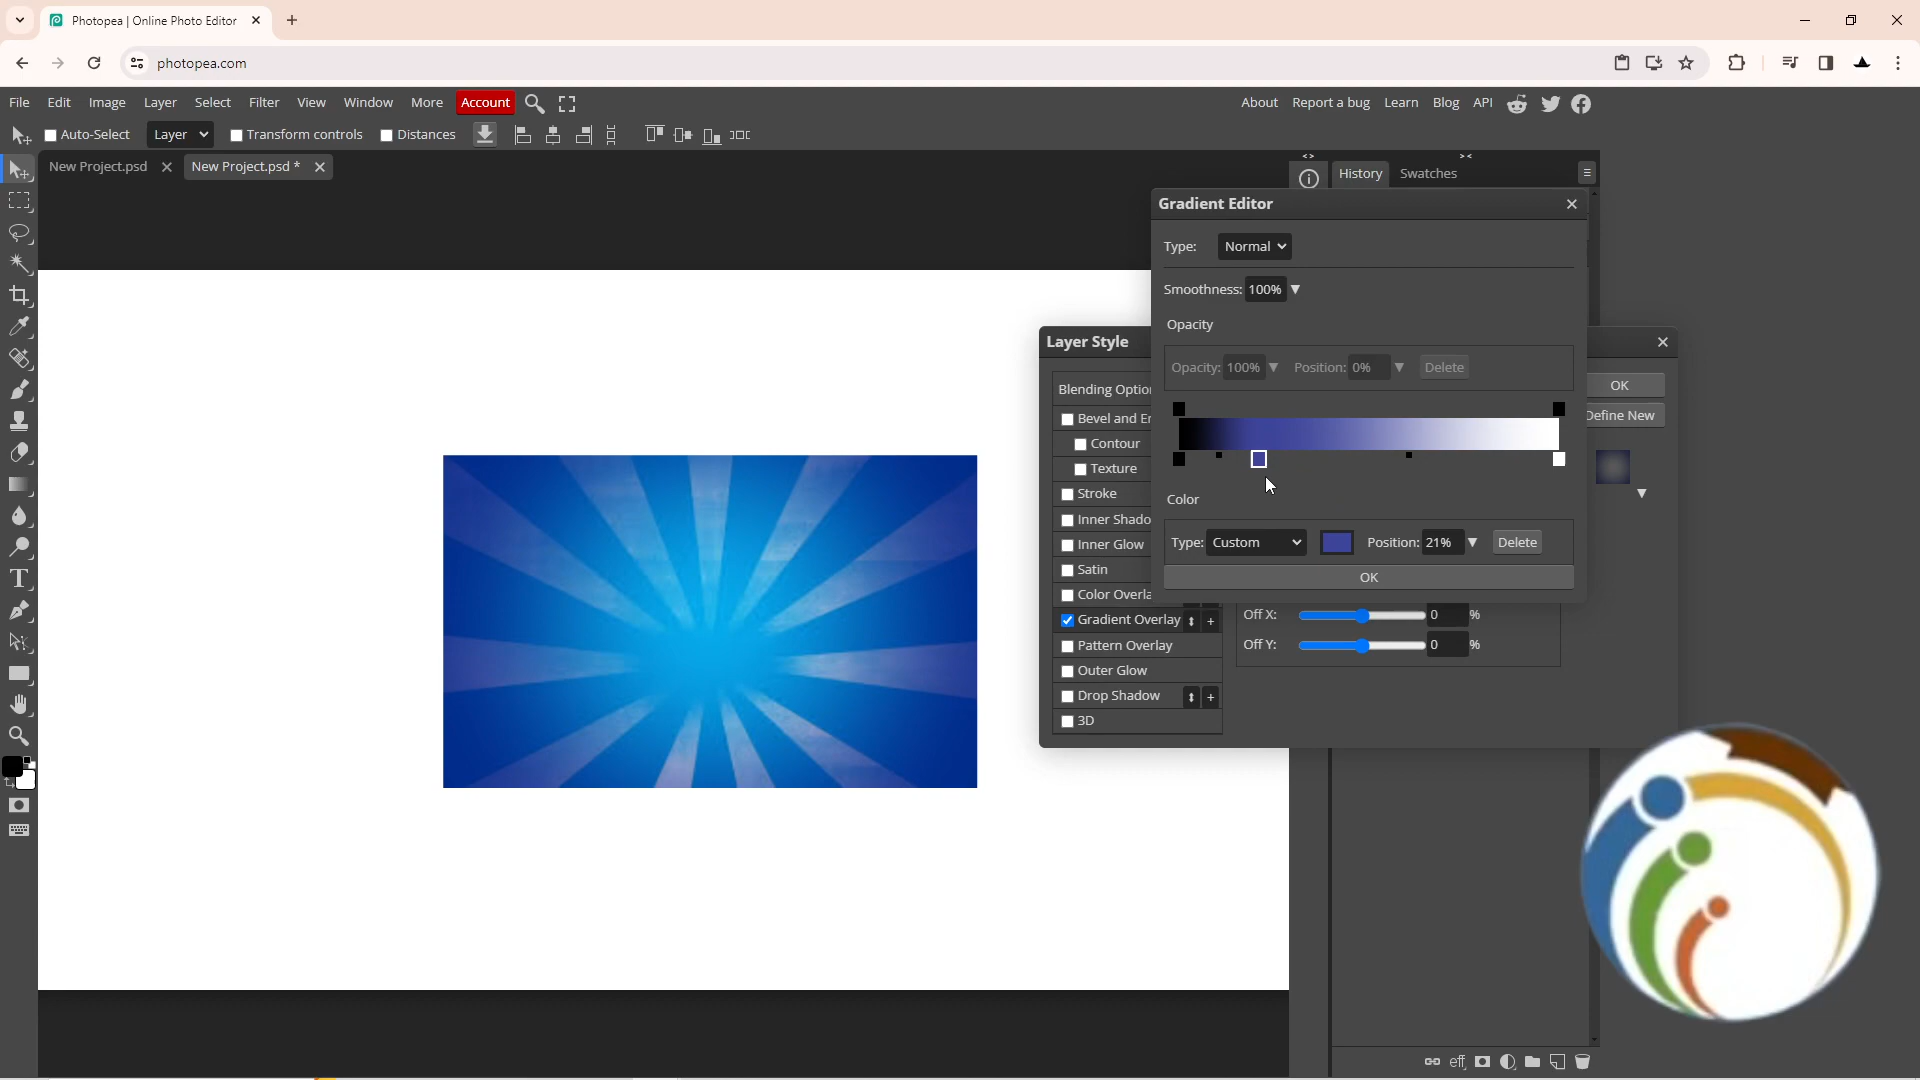 Photopea | Online Photo Editor
photopea.com
File Edit Image Layer Select Filter View Window More Account About Report a bug Learn Blog API
Auto-Select Layer Transform controls Distances
New Project.psd New Project.psd *
History Swatches
Gradient Editor
Type: Normal
Smoothness: 100%
Opacity
Layer Style
Opacity: 100% Position: 0% Delete
OK
Blending Optio
Define New
Bevel and E
Contour
Texture
Stroke
Color
Inner Shado
Type: Custom Position: 21% Delete
Inner Glow
Satin
OK
Color Overla
Gradient Overlay +
Off X: 0 %
Pattern Overlay
Off Y: 0 %
Outer Glow
Drop Shadow +
3D
eff